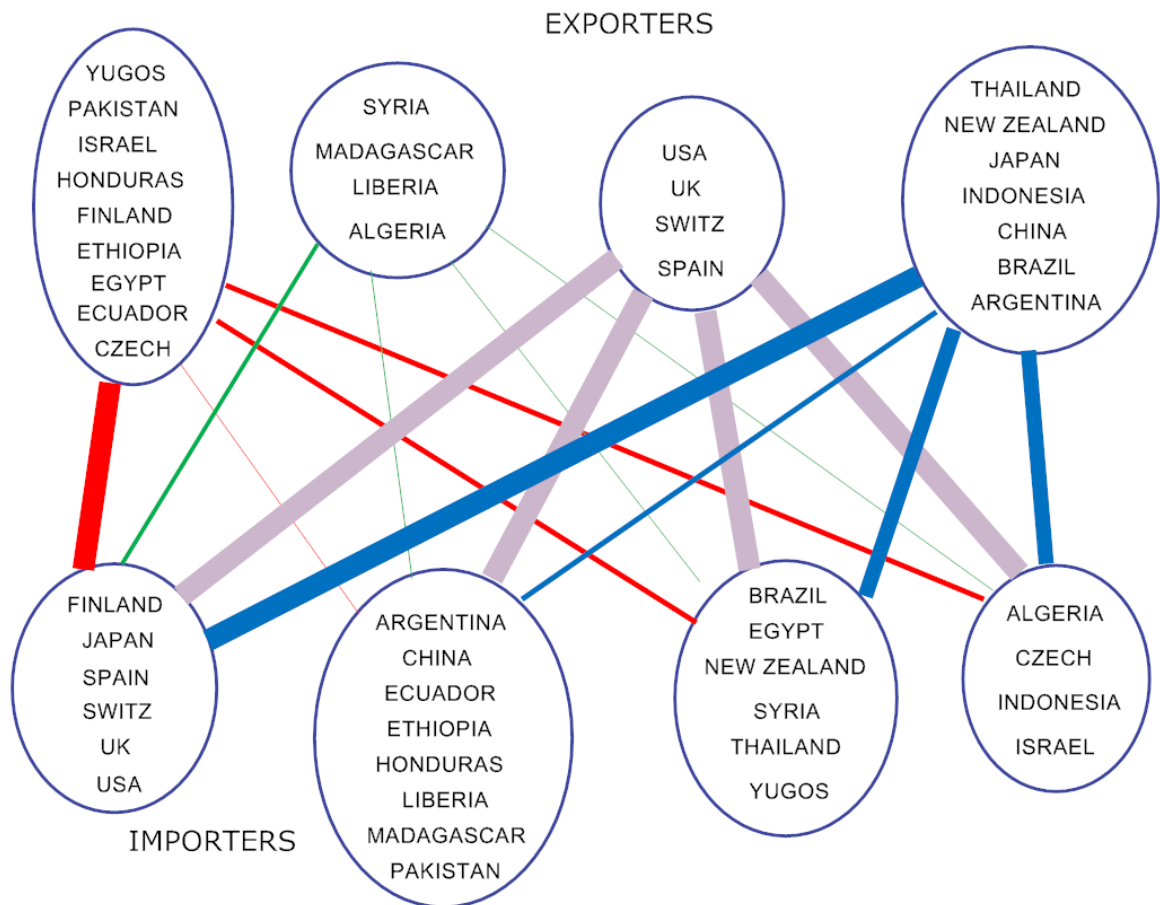 EXPORTERS
YUGOS
PAKISTAN
ISRAEL
HONDURAS
FINLAND
ETHIOPIA
EGYPT
ECUADOR
CZECH
SYRIA
MADAGASCAR
LIBERIA
ALGERIA
USA
UK
SWITZ
SPAIN
THAILAND
NEW ZEALAND
JAPAN
INDONESIA
CHINA
BRAZIL
ARGENTINA
FINLAND
JAPAN
SPAIN
SWITZ
UK
USA
ARGENTINA
CHINA
ECUADOR
ETHIOPIA
HONDURAS
LIBERIA
MADAGASCAR
PAKISTAN
BRAZIL
EGYPT
NEW ZEALAND
SYRIA
THAILAND
YUGOS
ALGERIA
CZECH
INDONESIA
ISRAEL
IMPORTERS